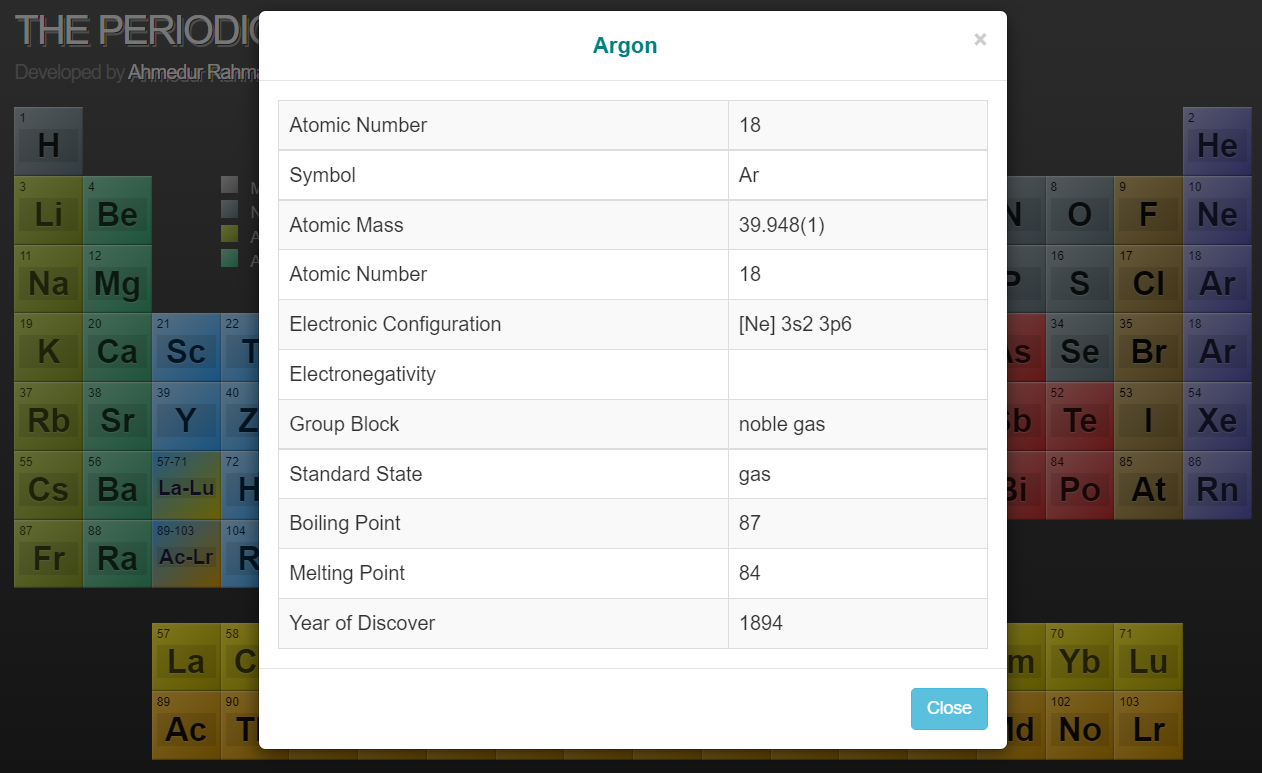 THE PERIODIC
Argon
×
Developed by Ahmedur Rahma
Atomic Number 18
Symbol Ar
Atomic Mass 39.948(1)
Atomic Number 18
Electronic Configuration [Ne] 3s2 3p6
Electronegativity
Group Block noble gas
Standard State gas
Boiling Point 87
Melting Point 84
Year of Discover 1894
Close
1 H
2 He
3 Li
4 Be
N
8 O
9 F
10 Ne
11 Na
12 Mg
P
16 S
17 Cl
18 Ar
19 K
20 Ca
21 Sc
22 T
As
34 Se
35 Br
18 Ar
37 Rb
38 Sr
39 Y
40 Z
Sb
52 Te
53 I
54 Xe
55 Cs
56 Ba
57-71 La-Lu
72 H
Bi
84 Po
85 At
86 Rn
87 Fr
88 Ra
89-103 Ac-Lr
104 R
57 La
58 C
m
70 Yb
71 Lu
89 Ac
90 Th
Md
102 No
103 Lr